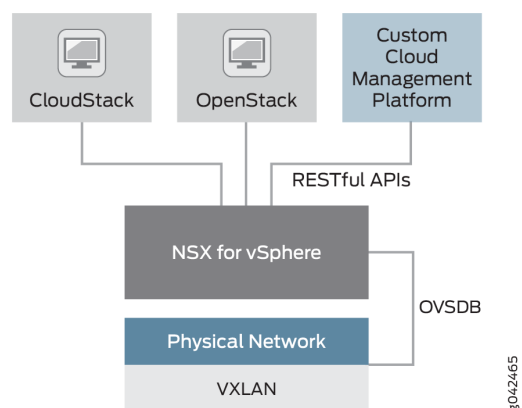 CloudStack
OpenStack
Custom
Cloud
Management
Platform
RESTful APIs
NSX for vSphere
OVSDB
Physical Network
VXLAN
g042465